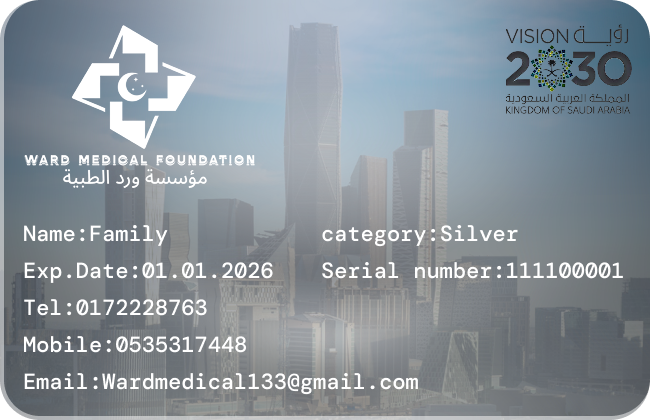 VISION رؤية
2030
المملكة العربية السعودية
KINGDOM OF SAUDI ARABIA
WARD MEDICAL FOUNDATION
مؤسسة ورد الطبية
Name:Family
category:Silver
Exp.Date:01.01.2026
Serial number:111100001
Tel:0172228763
Mobile:0535317448
Email:Wardmedical133@gmail.com